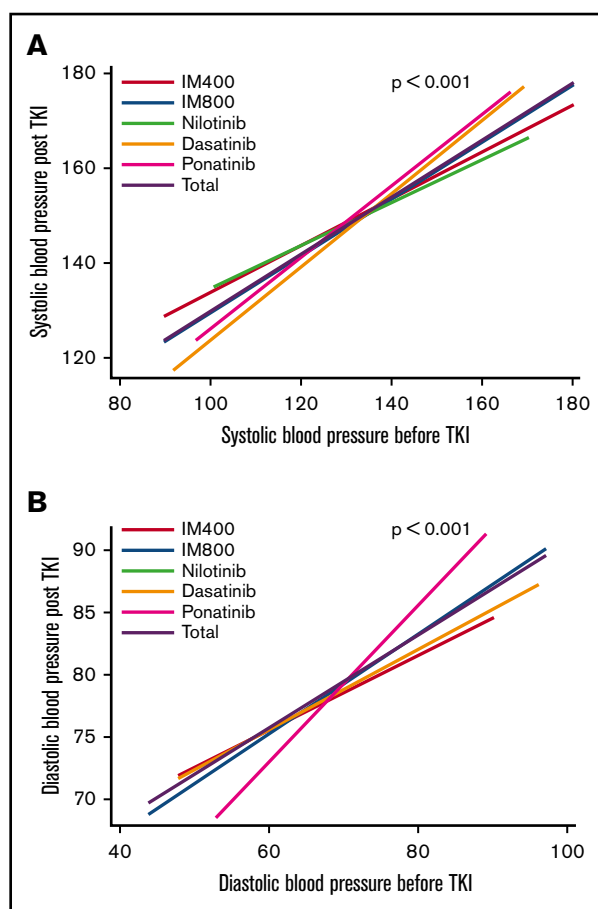 A
180
160
140
120
Systolic blood pressure post TKI
IM400
IM800
Nilotinib
Dasatinib
Ponatinib
Total
p < 0.001
80 100 120 140 160 180
Systolic blood pressure before TKI
B
90
85
80
75
70
Diastolic blood pressure post TKI
IM400
IM800
Nilotinib
Dasatinib
Ponatinib
Total
p < 0.001
40 60 80 100
Diastolic blood pressure before TKI